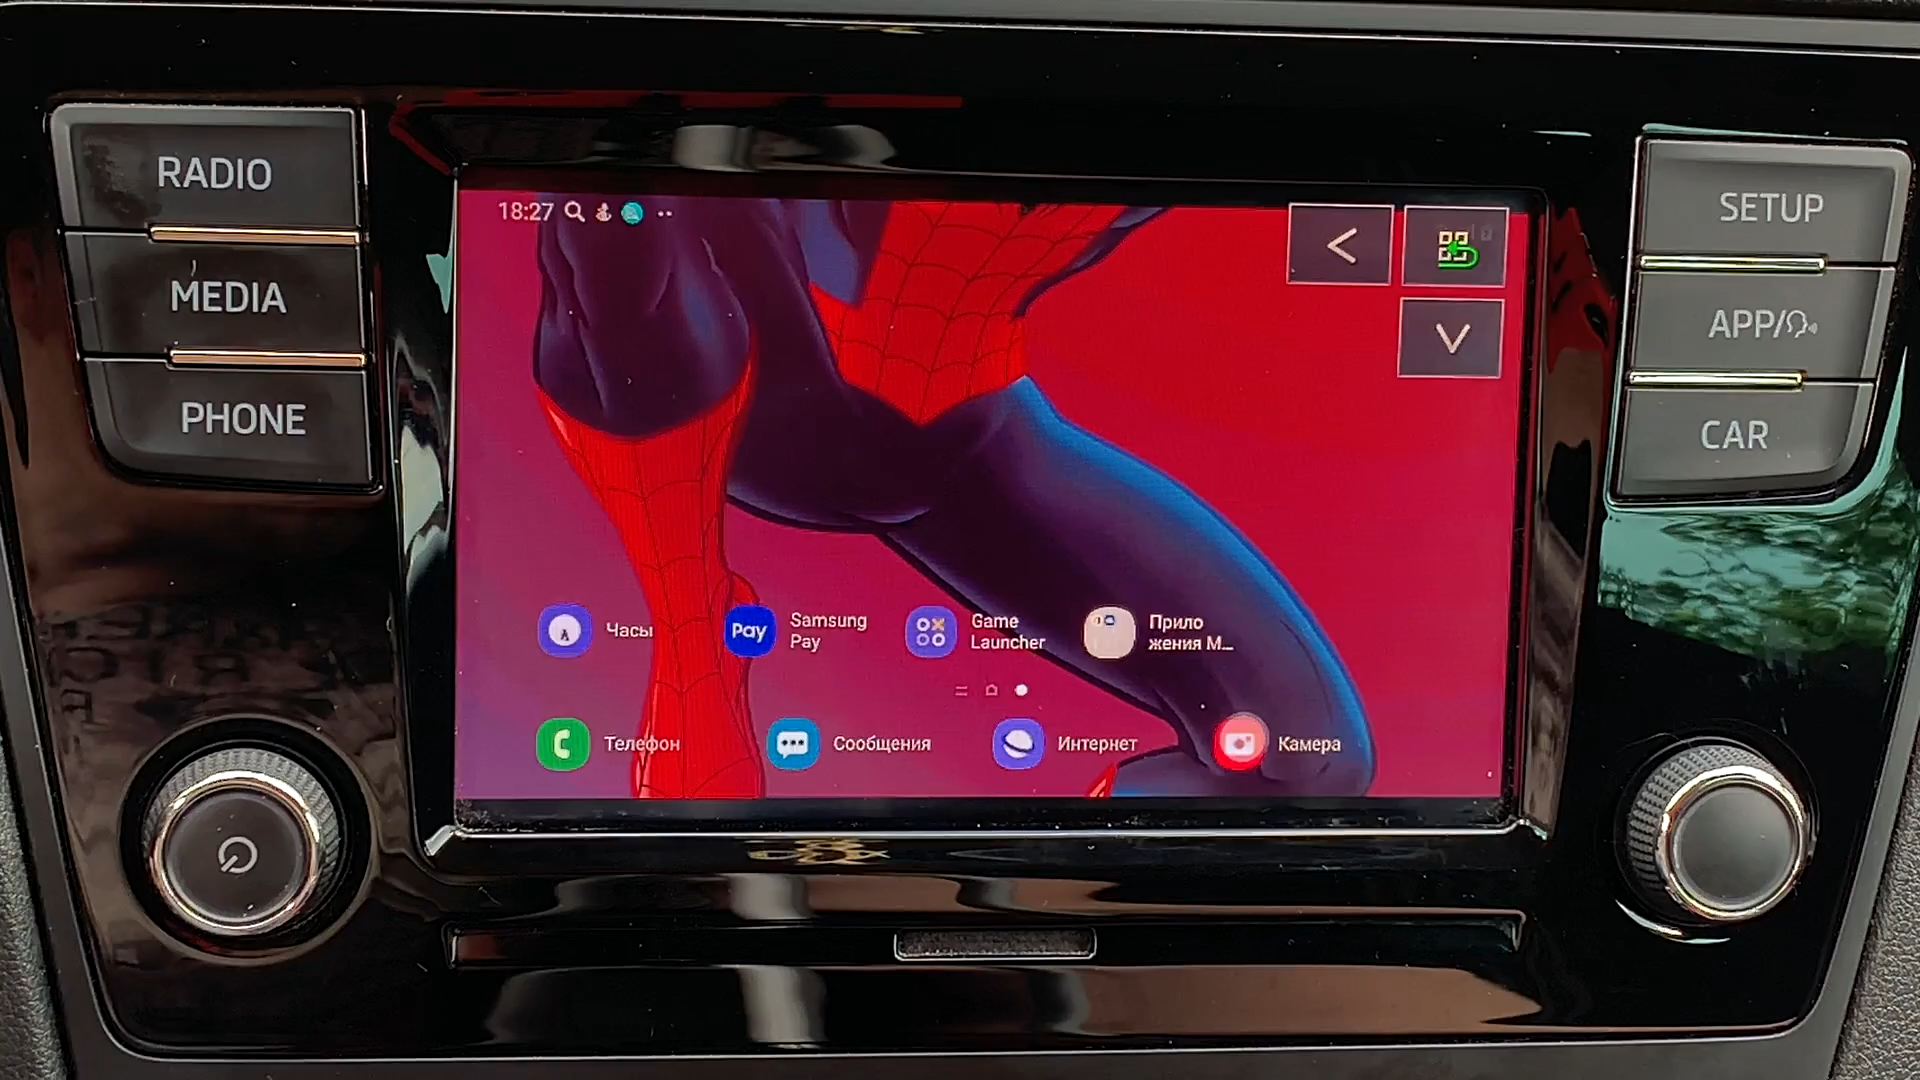 RADIO
MEDIA
PHONE
18:27
SETUP
APP/
CAR
Часы
Pay
Samsung
Pay
Game
Launcher
Прило
жения М...
Телефон
Сообщения
Интернет
Камера